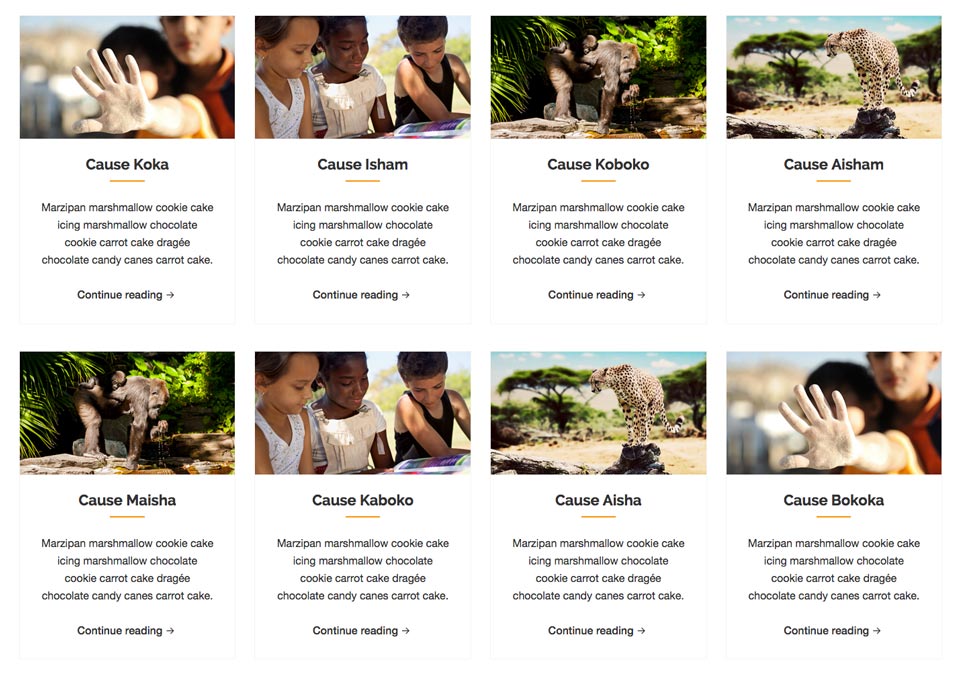 Cause Koka
Marzipan marshmallow cookie cake
icing marshmallow chocolate
cookie carrot cake dragée
chocolate candy canes carrot cake.
Continue reading →
Cause Isham
Marzipan marshmallow cookie cake
icing marshmallow chocolate
cookie carrot cake dragée
chocolate candy canes carrot cake.
Continue reading →
Cause Koboko
Marzipan marshmallow cookie cake
icing marshmallow chocolate
cookie carrot cake dragée
chocolate candy canes carrot cake.
Continue reading →
Cause Aisham
Marzipan marshmallow cookie cake
icing marshmallow chocolate
cookie carrot cake dragée
chocolate candy canes carrot cake.
Continue reading →
Cause Maisha
Marzipan marshmallow cookie cake
icing marshmallow chocolate
cookie carrot cake dragée
chocolate candy canes carrot cake.
Continue reading →
Cause Kaboko
Marzipan marshmallow cookie cake
icing marshmallow chocolate
cookie carrot cake dragée
chocolate candy canes carrot cake.
Continue reading →
Cause Aisha
Marzipan marshmallow cookie cake
icing marshmallow chocolate
cookie carrot cake dragée
chocolate candy canes carrot cake.
Continue reading →
Cause Bokoka
Marzipan marshmallow cookie cake
icing marshmallow chocolate
cookie carrot cake dragée
chocolate candy canes carrot cake.
Continue reading →